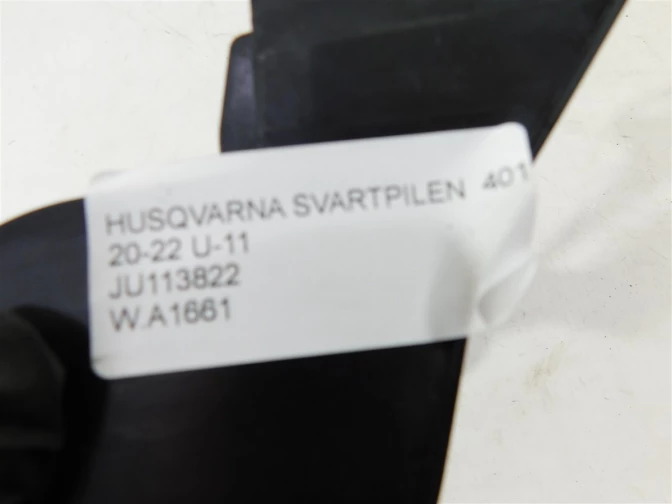 HUSQVARNA SVARTPILEN 401
20-22 U-11
JU113822
W.A1661